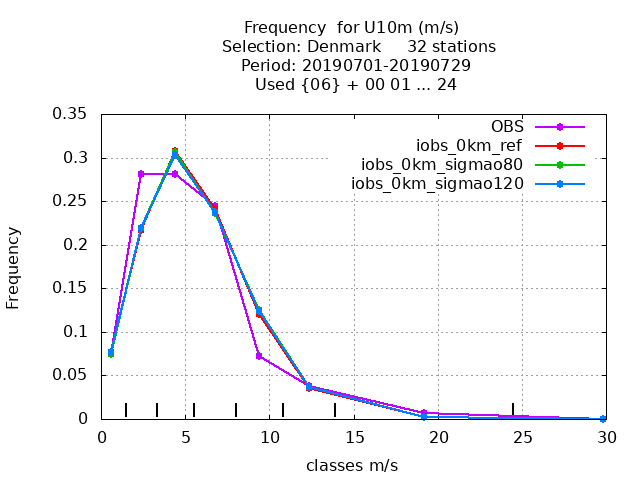 Frequency  for U10m (m/s)
Selection: Denmark     32 stations
Period: 20190701-20190729
Used {06} + 00 01 ... 24
0.35
0.3
0.25
0.2
0.15
0.1
0.05
0
Frequency
OBS
iobs_0km_ref
iobs_0km_sigmao80
iobs_0km_sigmao120
0 5 10 15 20 25 30
classes m/s